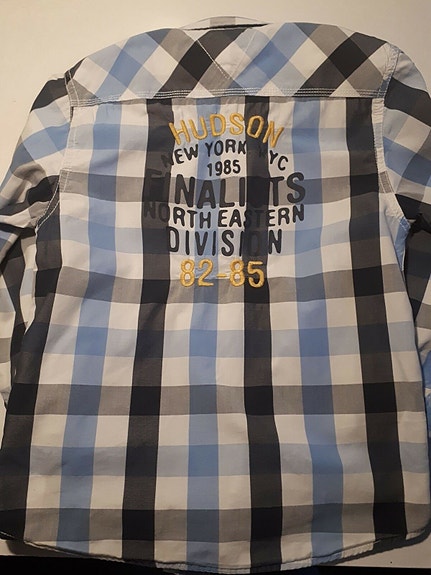 HUDSON
NEW YORK NYC
1985
FINALISTS
NORTH EASTERN
DIVISION
82-85